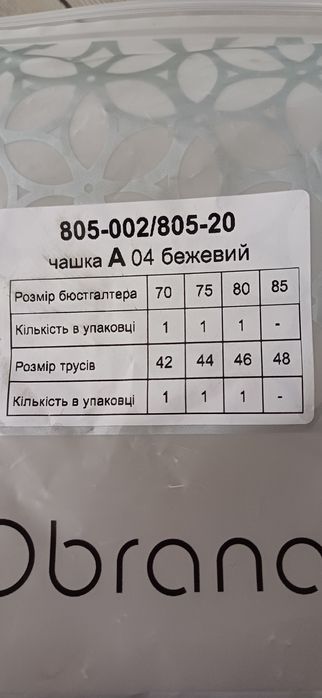 805-002/805-20
чашка А 04 бежевий
Розмір бюстгалтера 70 75 80 85
Кількість в упаковці 1 1 1 -
Розмір трусів 42 44 46 48
Кількість в упаковці 1 1 1 -
Obrana